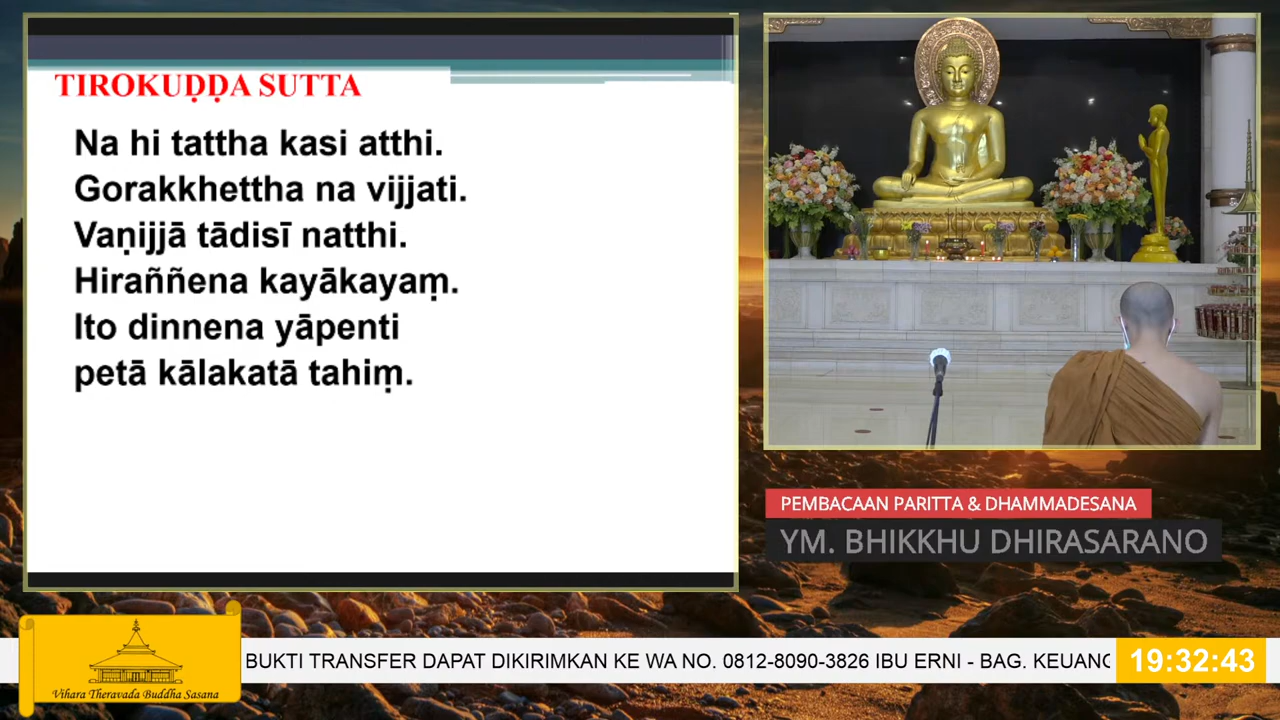 TIROKUḌḌA SUTTA
Na hi tattha kasi atthi.
Gorakkhettha na vijjati.
Vaṇijjā tādisī natthi.
Hiraññena kayākayaṃ.
Ito dinnena yāpenti
petā kālakatā tahiṃ.
PEMBACAAN PARITTA & DHAMMADESANA
YM. BHIKKHU DHIRASARANO
Vihara Theravada Buddha Sasana
BUKTI TRANSFER DAPAT DIKIRIMKAN KE WA NO. 0812-8090-3826 IBU ERNI - BAG. KEUANG
19:32:43